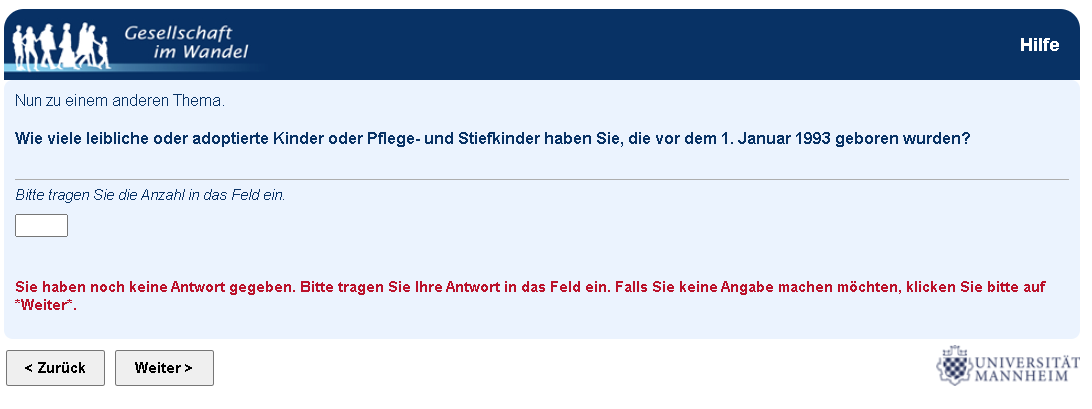 Gesellschaft
im Wandel
Hilfe
Nun zu einem anderen Thema.
Wie viele leibliche oder adoptierte Kinder oder Pflege- und Stiefkinder haben Sie, die vor dem 1. Januar 1993 geboren wurden?
Bitte tragen Sie die Anzahl in das Feld ein.
Sie haben noch keine Antwort gegeben. Bitte tragen Sie Ihre Antwort in das Feld ein. Falls Sie keine Angabe machen möchten, klicken Sie bitte auf
*Weiter*.
< Zurück
Weiter >
UNIVERSITÄT
MANNHEIM